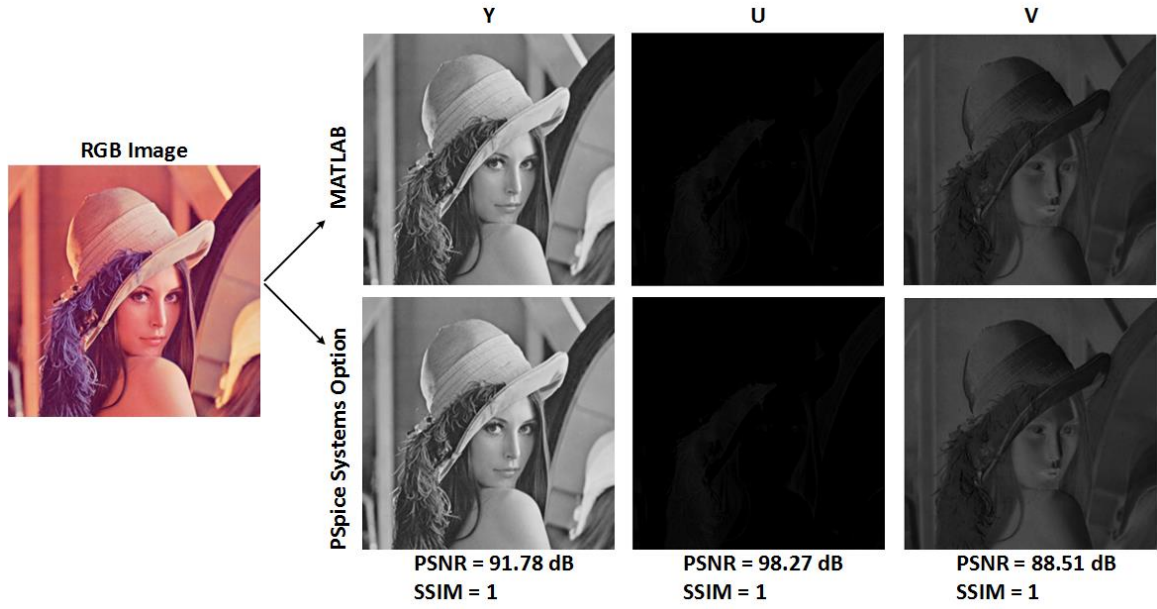 Y
U
V
RGB Image
MATLAB
PSpice Systems Option
PSNR = 91.78 dB
SSIM = 1
PSNR = 98.27 dB
SSIM = 1
PSNR = 88.51 dB
SSIM = 1